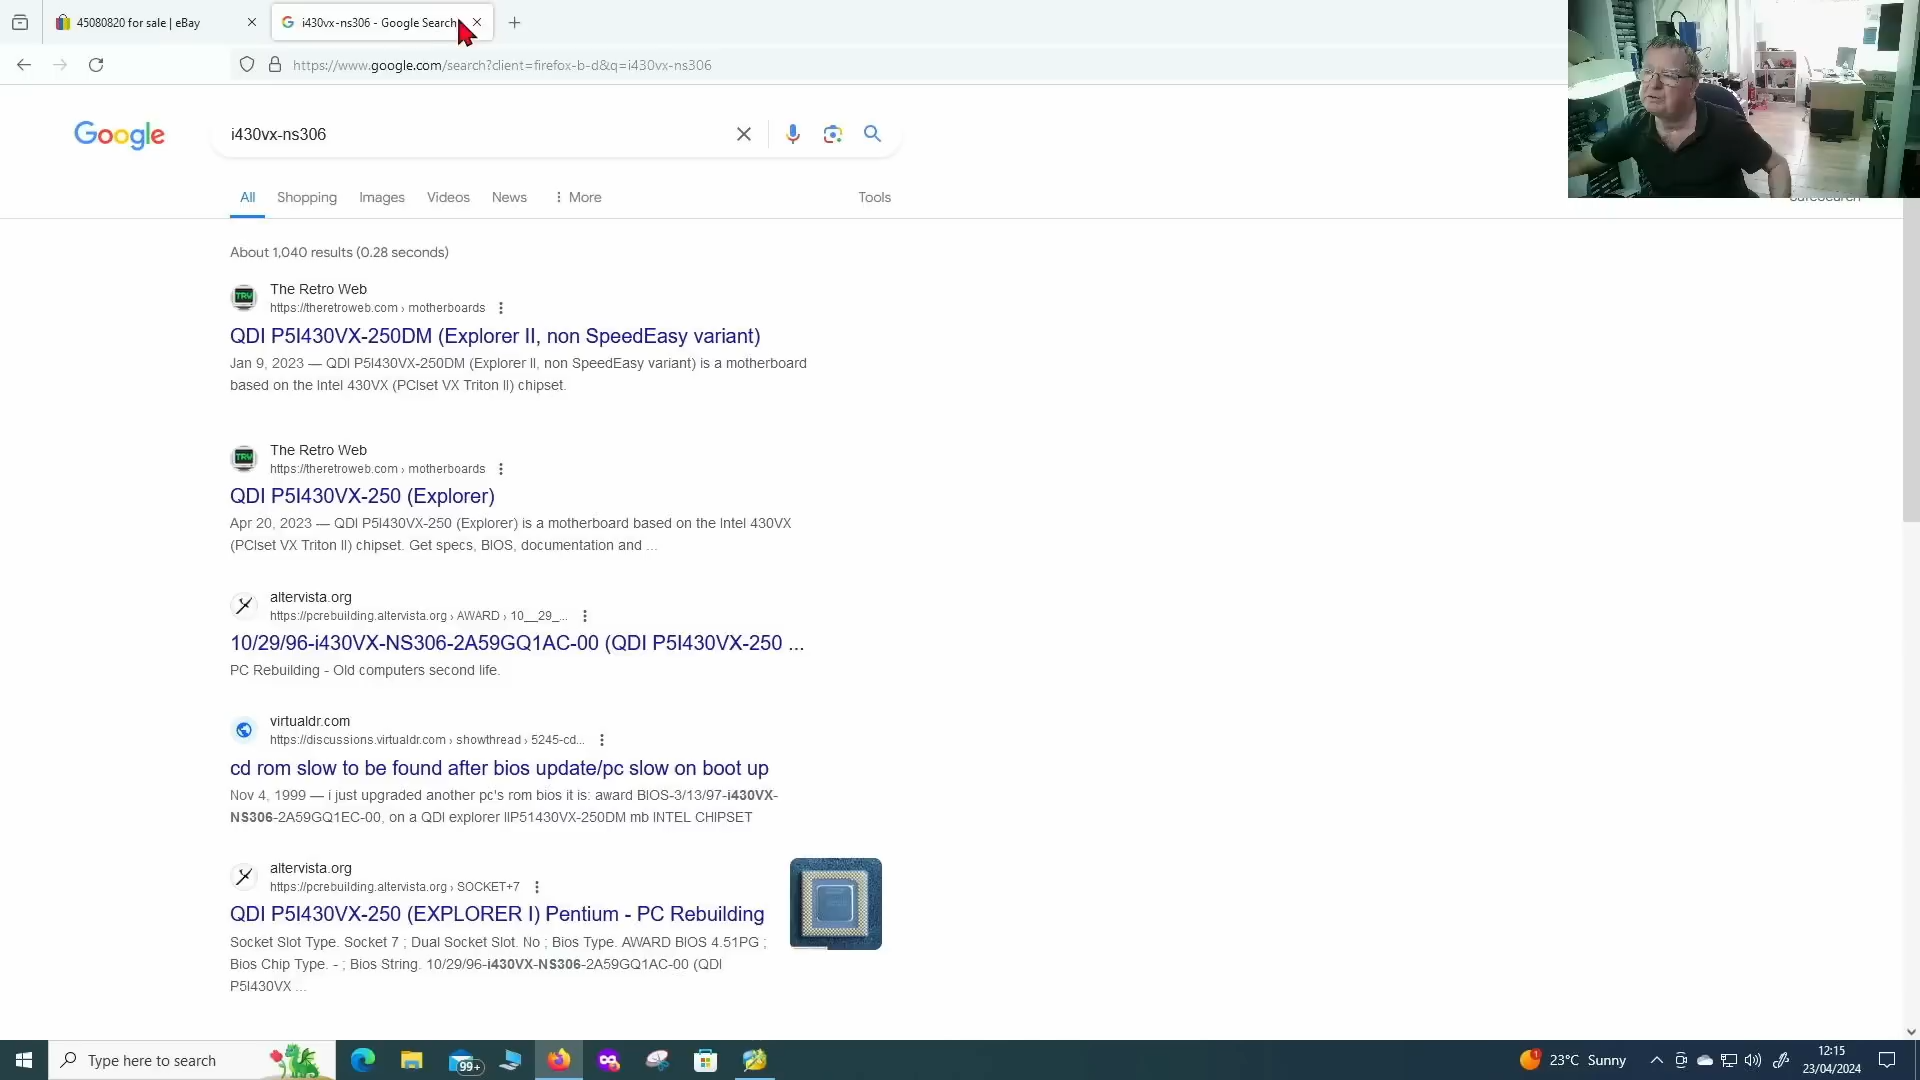 45080820 for sale | eBay
i430vx-ns306 - Google Search
https://www.google.com/search?client=firefox-b-d&q=i430vx-ns306
Google
i430vx-ns306
All
Shopping
Images
Videos
News
More
Tools
SafeSearch
About 1,040 results (0.28 seconds)
TRW
The Retro Web
https://theretroweb.com › motherboards
QDI P5I430VX-250DM (Explorer II, non SpeedEasy variant)
Jan 9, 2023 — QDI P5I430VX-250DM (Explorer II, non SpeedEasy variant) is a motherboard
based on the Intel 430VX (PCIset VX Triton II) chipset.
TRW
The Retro Web
https://theretroweb.com › motherboards
QDI P5I430VX-250 (Explorer)
Apr 20, 2023 — QDI P5I430VX-250 (Explorer) is a motherboard based on the Intel 430VX
(PCIset VX Triton II) chipset. Get specs, BIOS, documentation and ...
altervista.org
https://pcrebuilding.altervista.org › AWARD › 10__29_...
10/29/96-i430VX-NS306-2A59GQ1AC-00 (QDI P5I430VX-250 ...
PC Rebuilding - Old computers second life.
virtualdr.com
https://discussions.virtualdr.com › showthread › 5245-cd...
cd rom slow to be found after bios update/pc slow on boot up
Nov 4, 1999 — i just upgraded another pc's rom bios it is: award BIOS-3/13/97-i430VX-
NS306-2A59GQ1EC-00, on a QDI explorer IIP51430VX-250DM mb INTEL CHIPSET
altervista.org
https://pcrebuilding.altervista.org › SOCKET+7
QDI P5I430VX-250 (EXPLORER I) Pentium - PC Rebuilding
Socket Slot Type. Socket 7 ; Dual Socket Slot. No ; Bios Type. AWARD BIOS 4.51PG ;
Bios Chip Type. - ; Bios String. 10/29/96-i430VX-NS306-2A59GQ1AC-00 (QDI
P5I430VX ...
Type here to search
99+
1
23°C Sunny
12:15
23/04/2024